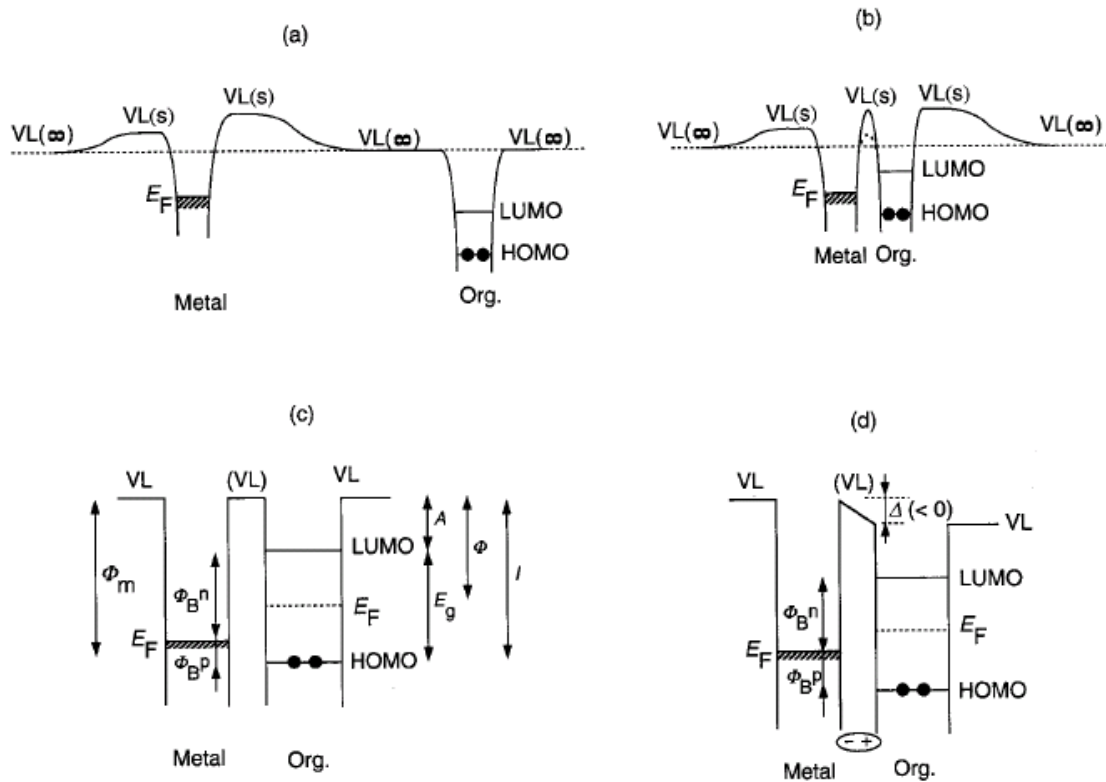 (a)
VL(∞)
VL(s)
VL(s)
VL(∞)
VL(∞)
E_F
LUMO
HOMO
Metal
Org.
(b)
VL(∞)
VL(s)
VL(s)
VL(s)
VL(∞)
E_F
LUMO
HOMO
Metal Org.
(c)
VL
(VL)
VL
Φ_m
Φ_B^n
E_F
Φ_B^p
A
LUMO
Φ
I
E_F
E_g
HOMO
Metal
Org.
(d)
VL
(VL)
Δ (< 0)
VL
LUMO
Φ_B^n
E_F
E_F
Φ_B^p
HOMO
- +
Metal
Org.